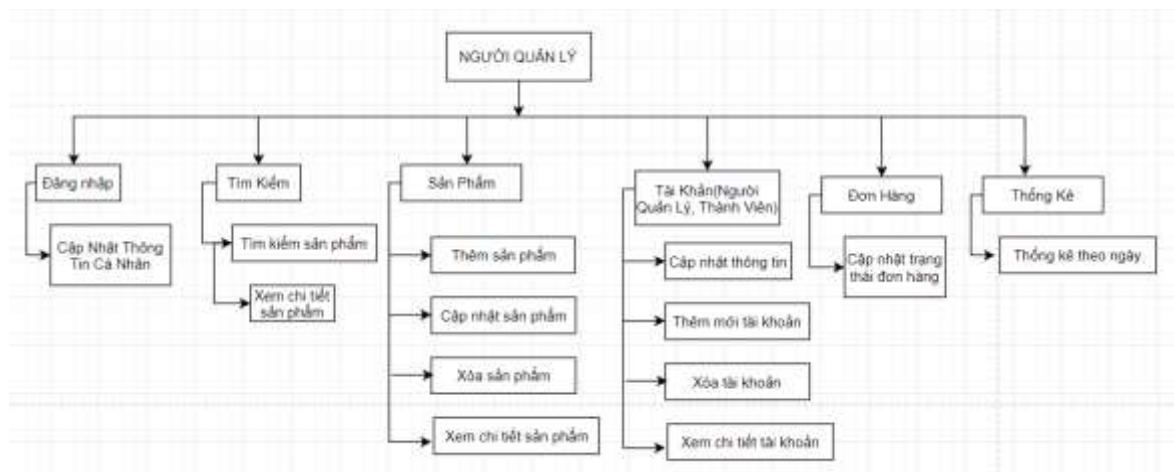 NGƯỜI QUẢN LÝ
Đăng nhập
Tìm Kiếm
Sản Phẩm
Tài Khản(Người
Quản Lý, Thành Viên)
Đơn Hàng
Thống Kê
Cập Nhật Thông
Tin Cá Nhân
Tìm kiếm sản phẩm
Xem chi tiết
sản phẩm
Thêm sản phẩm
Cập nhật sản phẩm
Xóa sản phẩm
Xem chi tiết sản phẩm
Cập nhật thông tin
Thêm mới tài khoản
Xóa tài khoản
Xem chi tiết tài khoản
Cập nhật trạng
thái đơn hàng
Thống kê theo ngày